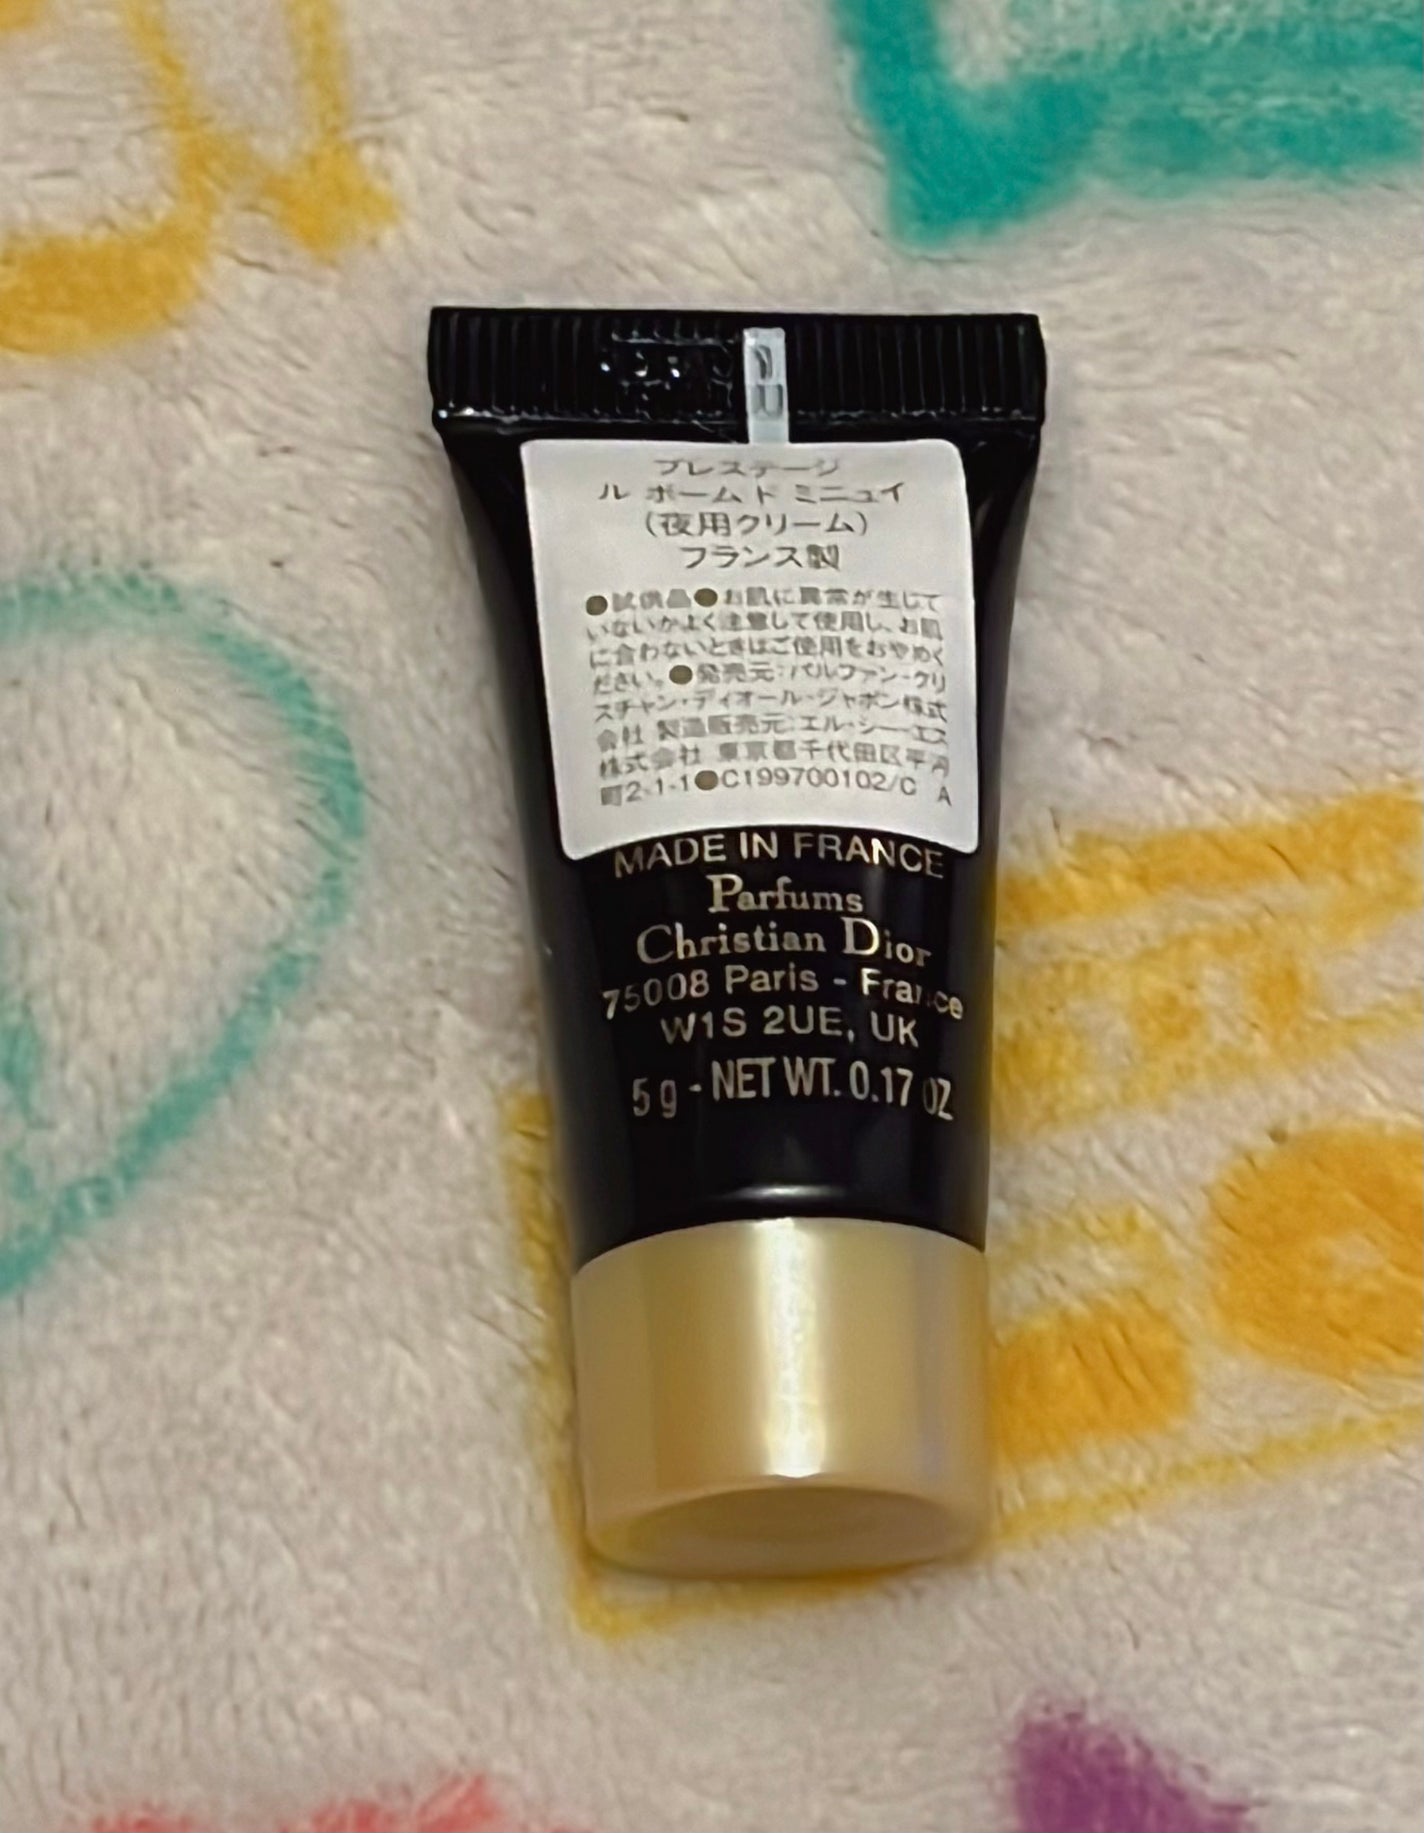 プレステージ
ル ボーム ド ミニュイ
（夜用クリーム）
フランス製
●試供品●お肌に異常が生じて
いないかよく注意して使用し、お肌
に合わないときはご使用をおやめく
ださい。●発売元：パルファン・クリ
スチャン・ディオール・ジャポン株式
会社 製造販売元：エル・シー・エス
株式会社 東京都千代田区平河
町2-1-1●C199700102/C A
MADE IN FRANCE
Parfums
Christian Dior
75008 Paris - France
W1S 2UE, UK
5 g - NET WT. 0.17 OZ